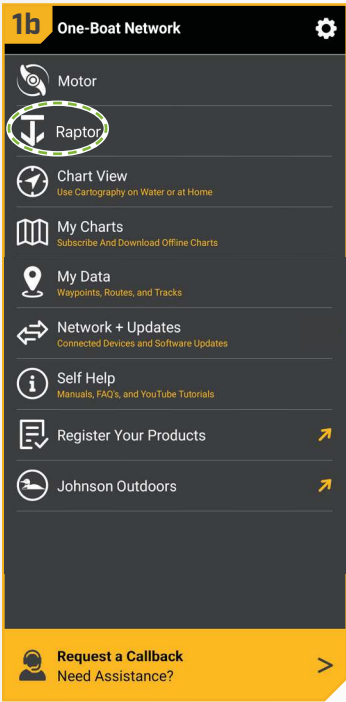 1b
One-Boat Network
Motor
Raptor
Chart View
Use Cartography on Water or at Home
My Charts
Subscribe And Download Offline Charts
My Data
Waypoints, Routes, and Tracks
Network + Updates
Connected Devices and Software Updates
Self Help
Manuals, FAQ's, and YouTube Tutorials
Register Your Products
Johnson Outdoors
Request a Callback
Need Assistance?